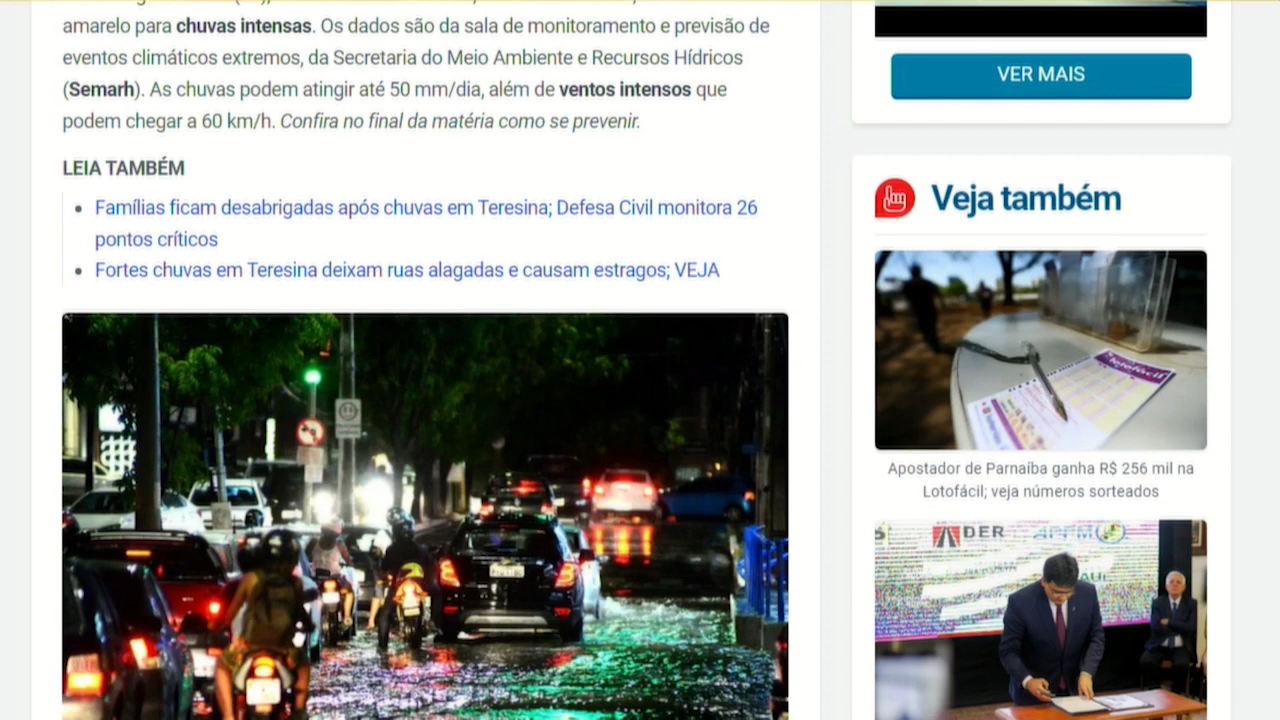 amarelo para chuvas intensas. Os dados são da sala de monitoramento e previsão de
eventos climáticos extremos, da Secretaria do Meio Ambiente e Recursos Hídricos
(Semarh). As chuvas podem atingir até 50 mm/dia, além de ventos intensos que
podem chegar a 60 km/h. Confira no final da matéria como se prevenir.
LEIA TAMBÉM
Famílias ficam desabrigadas após chuvas em Teresina; Defesa Civil monitora 26
pontos críticos
Fortes chuvas em Teresina deixam ruas alagadas e causam estragos; VEJA
VER MAIS
Veja também
lotofácil
Apostador de Parnaíba ganha R$ 256 mil na
Lotofácil; veja números sorteados
DER
APPM